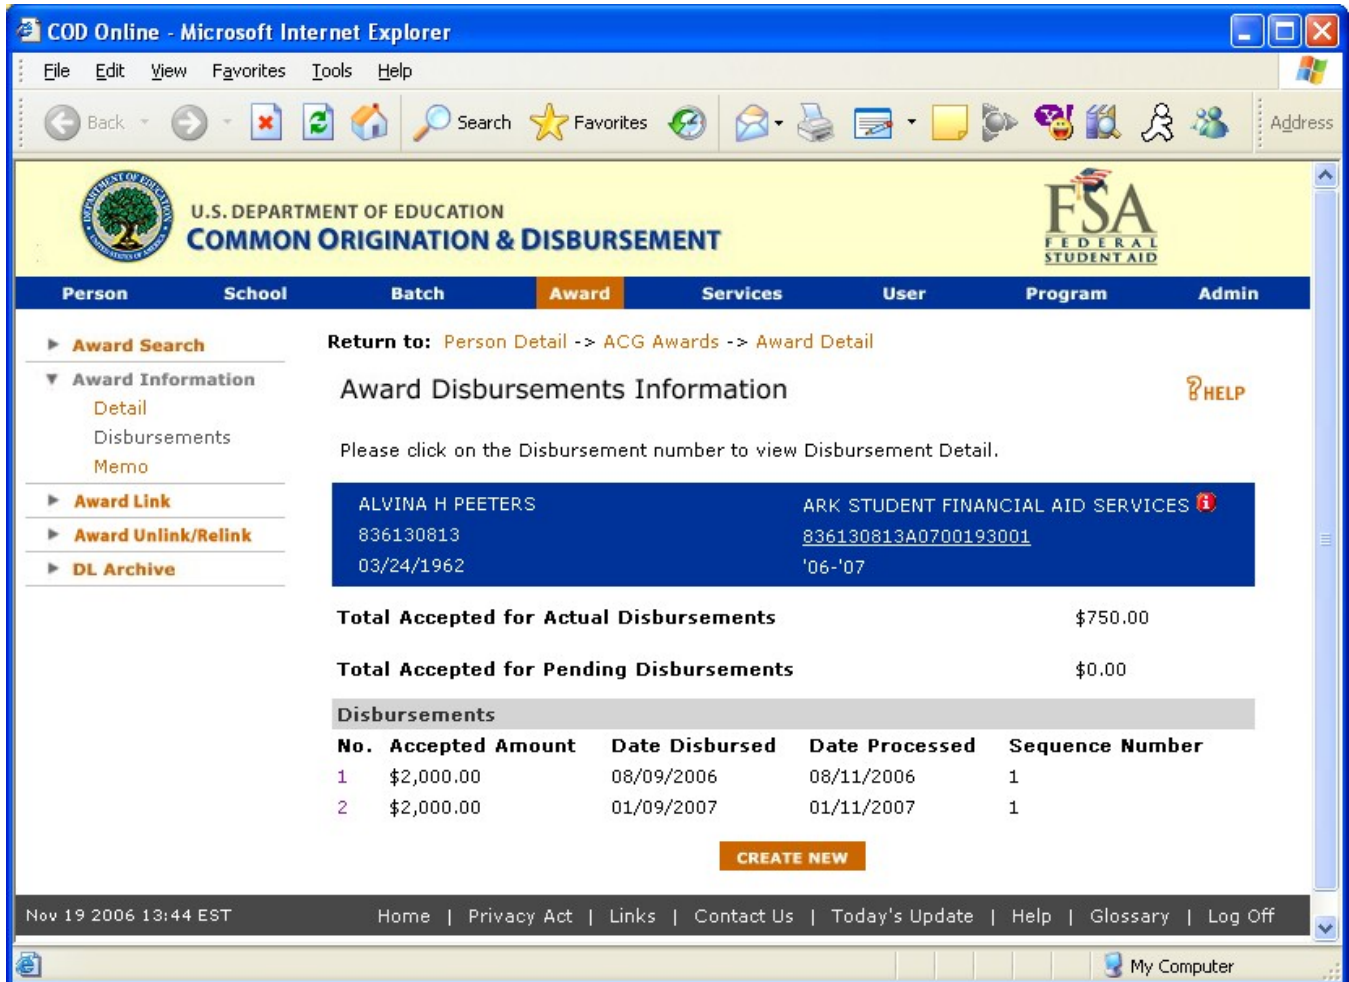 COD Online - Microsoft Internet Explorer
File Edit View Favorites Tools Help
Back Search Favorites Address
U.S. DEPARTMENT OF EDUCATION
COMMON ORIGINATION & DISBURSEMENT
FSA
FEDERAL
STUDENT AID
Person School Batch Award Services User Program Admin
Award Search
Award Information
Detail
Disbursements
Memo
Award Link
Award Unlink/Relink
DL Archive
Return to: Person Detail -> ACG Awards -> Award Detail
Award Disbursements Information
HELP
Please click on the Disbursement number to view Disbursement Detail.
ALVINA H PEETERS ARK STUDENT FINANCIAL AID SERVICES
836130813 836130813A0700193001
03/24/1962 '06-'07
Total Accepted for Actual Disbursements $750.00
Total Accepted for Pending Disbursements $0.00
Disbursements
No. Accepted Amount Date Disbursed Date Processed Sequence Number
1 $2,000.00 08/09/2006 08/11/2006 1
2 $2,000.00 01/09/2007 01/11/2007 1
CREATE NEW
Nov 19 2006 13:44 EST Home | Privacy Act | Links | Contact Us | Today's Update | Help | Glossary | Log Off
My Computer